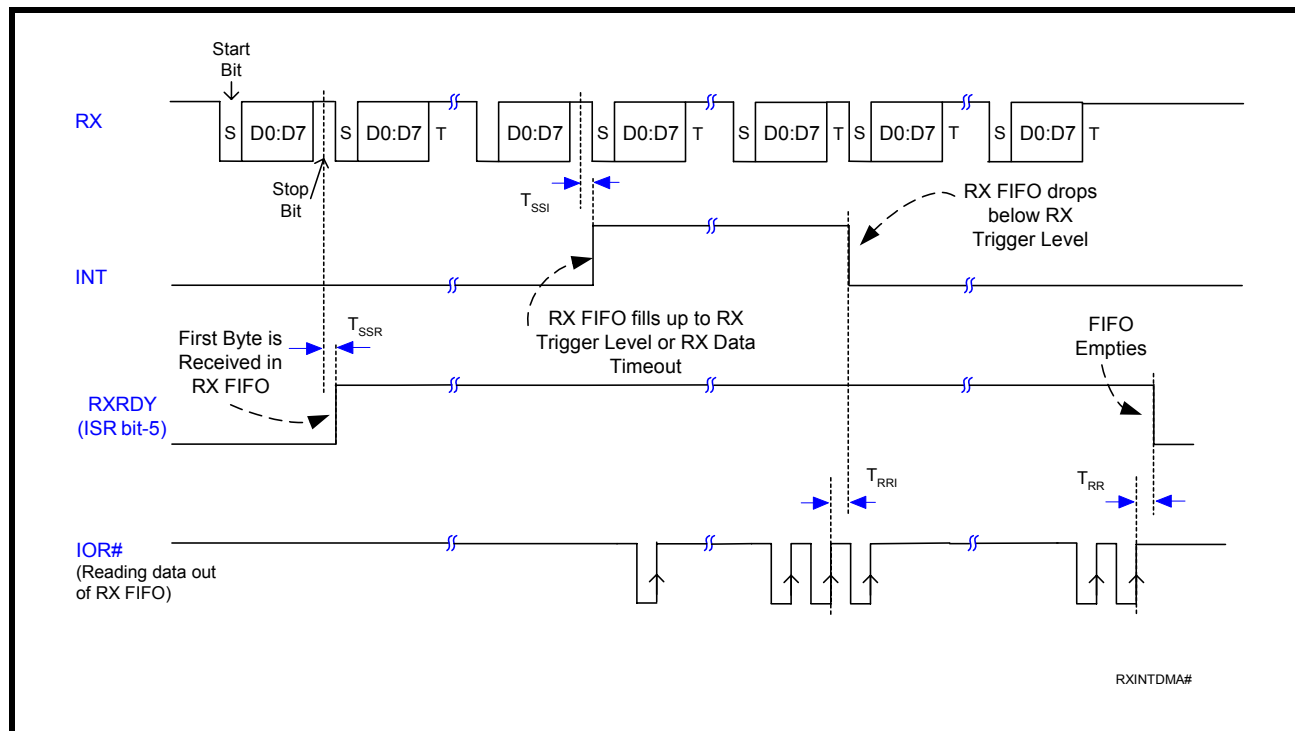 Start
Bit
RX
S
D0:D7
S
D0:D7
T
D0:D7
S
D0:D7
T
S
D0:D7
T
S
D0:D7
T
S
D0:D7
T
Stop
Bit
TSSI
RX FIFO drops
below RX
Trigger Level
INT
TSSR
First Byte is
Received in
RX FIFO
RX FIFO fills up to RX
Trigger Level or RX Data
Timeout
FIFO
Empties
RXRDY
(ISR bit-5)
TRRI
TRR
IOR#
(Reading data out
of RX FIFO)
RXINTDMA#